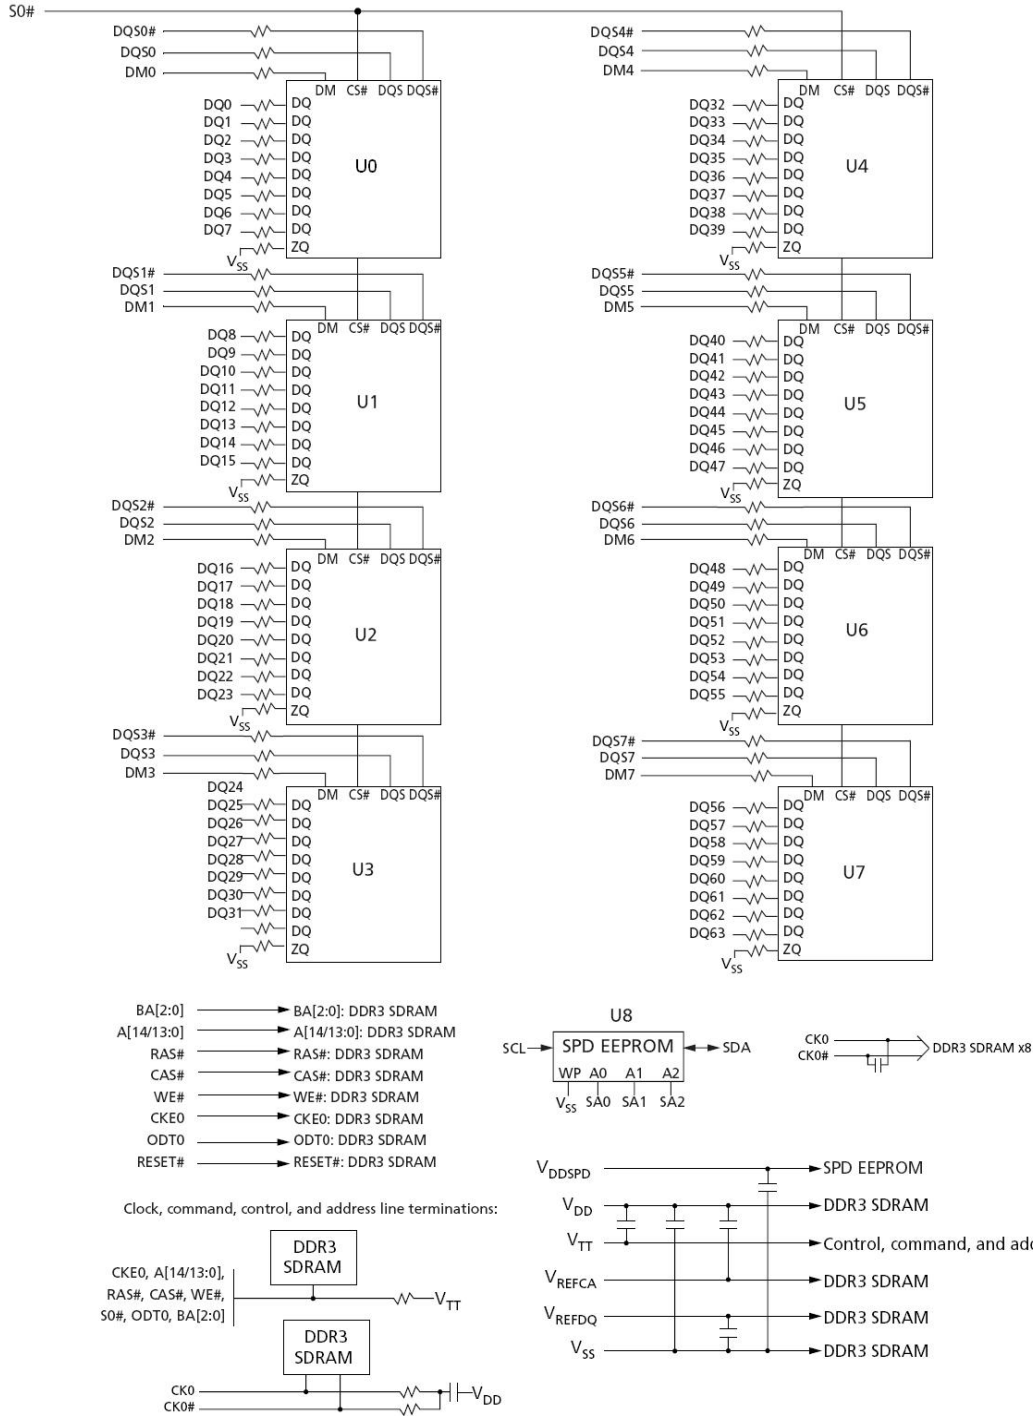 S0#
DQS0#
DQS0
DM0
DM CS# DQS DQS#
DQ0 DQ
DQ1 DQ
DQ2 DQ
DQ3 DQ
DQ4 DQ
DQ5 DQ
DQ6 DQ
DQ7 DQ
VSS ZQ
U0
DQS1#
DQS1
DM1
DM CS# DQS DQS#
DQ8 DQ
DQ9 DQ
DQ10 DQ
DQ11 DQ
DQ12 DQ
DQ13 DQ
DQ14 DQ
DQ15 DQ
VSS ZQ
U1
DQS2#
DQS2
DM2
DM CS# DQS DQS#
DQ16 DQ
DQ17 DQ
DQ18 DQ
DQ19 DQ
DQ20 DQ
DQ21 DQ
DQ22 DQ
DQ23 DQ
VSS ZQ
U2
DQS3#
DQS3
DM3
DM CS# DQS DQS#
DQ24
DQ25 DQ
DQ26 DQ
DQ27 DQ
DQ28 DQ
DQ29 DQ
DQ30 DQ
DQ31 DQ
DQ
VSS ZQ
U3
DQS4#
DQS4
DM4
DM CS# DQS DQS#
DQ32 DQ
DQ33 DQ
DQ34 DQ
DQ35 DQ
DQ36 DQ
DQ37 DQ
DQ38 DQ
DQ39 DQ
VSS ZQ
U4
DQS5#
DQS5
DM5
DM CS# DQS DQS#
DQ40 DQ
DQ41 DQ
DQ42 DQ
DQ43 DQ
DQ44 DQ
DQ45 DQ
DQ46 DQ
DQ47 DQ
VSS ZQ
U5
DQS6#
DQS6
DM6
DM CS# DQS DQS#
DQ48 DQ
DQ49 DQ
DQ50 DQ
DQ51 DQ
DQ52 DQ
DQ53 DQ
DQ54 DQ
DQ55 DQ
VSS ZQ
U6
DQS7#
DQS7
DM7
DM CS# DQS DQS#
DQ56 DQ
DQ57 DQ
DQ58 DQ
DQ59 DQ
DQ60 DQ
DQ61 DQ
DQ62 DQ
DQ63 DQ
VSS ZQ
U7
BA[2:0] BA[2:0]: DDR3 SDRAM
A[14/13:0] A[14/13:0]: DDR3 SDRAM
RAS# RAS#: DDR3 SDRAM
CAS# CAS#: DDR3 SDRAM
WE# WE#: DDR3 SDRAM
CKE0 CKE0: DDR3 SDRAM
ODT0 ODT0: DDR3 SDRAM
RESET# RESET#: DDR3 SDRAM
U8
SCL SPD EEPROM SDA
WP A0 A1 A2
VSS SA0 SA1 SA2
CK0
CK0#
DDR3 SDRAM x8
VDDSPD SPD EEPROM
VDD DDR3 SDRAM
VTT Control, command, and add
VREFCA DDR3 SDRAM
VREFDQ DDR3 SDRAM
VSS DDR3 SDRAM
Clock, command, control, and address line terminations:
DDR3
SDRAM
CKE0, A[14/13:0],
RAS#, CAS#, WE#,
S0#, ODT0, BA[2:0]
VTT
DDR3
SDRAM
CK0
CK0#
VDD